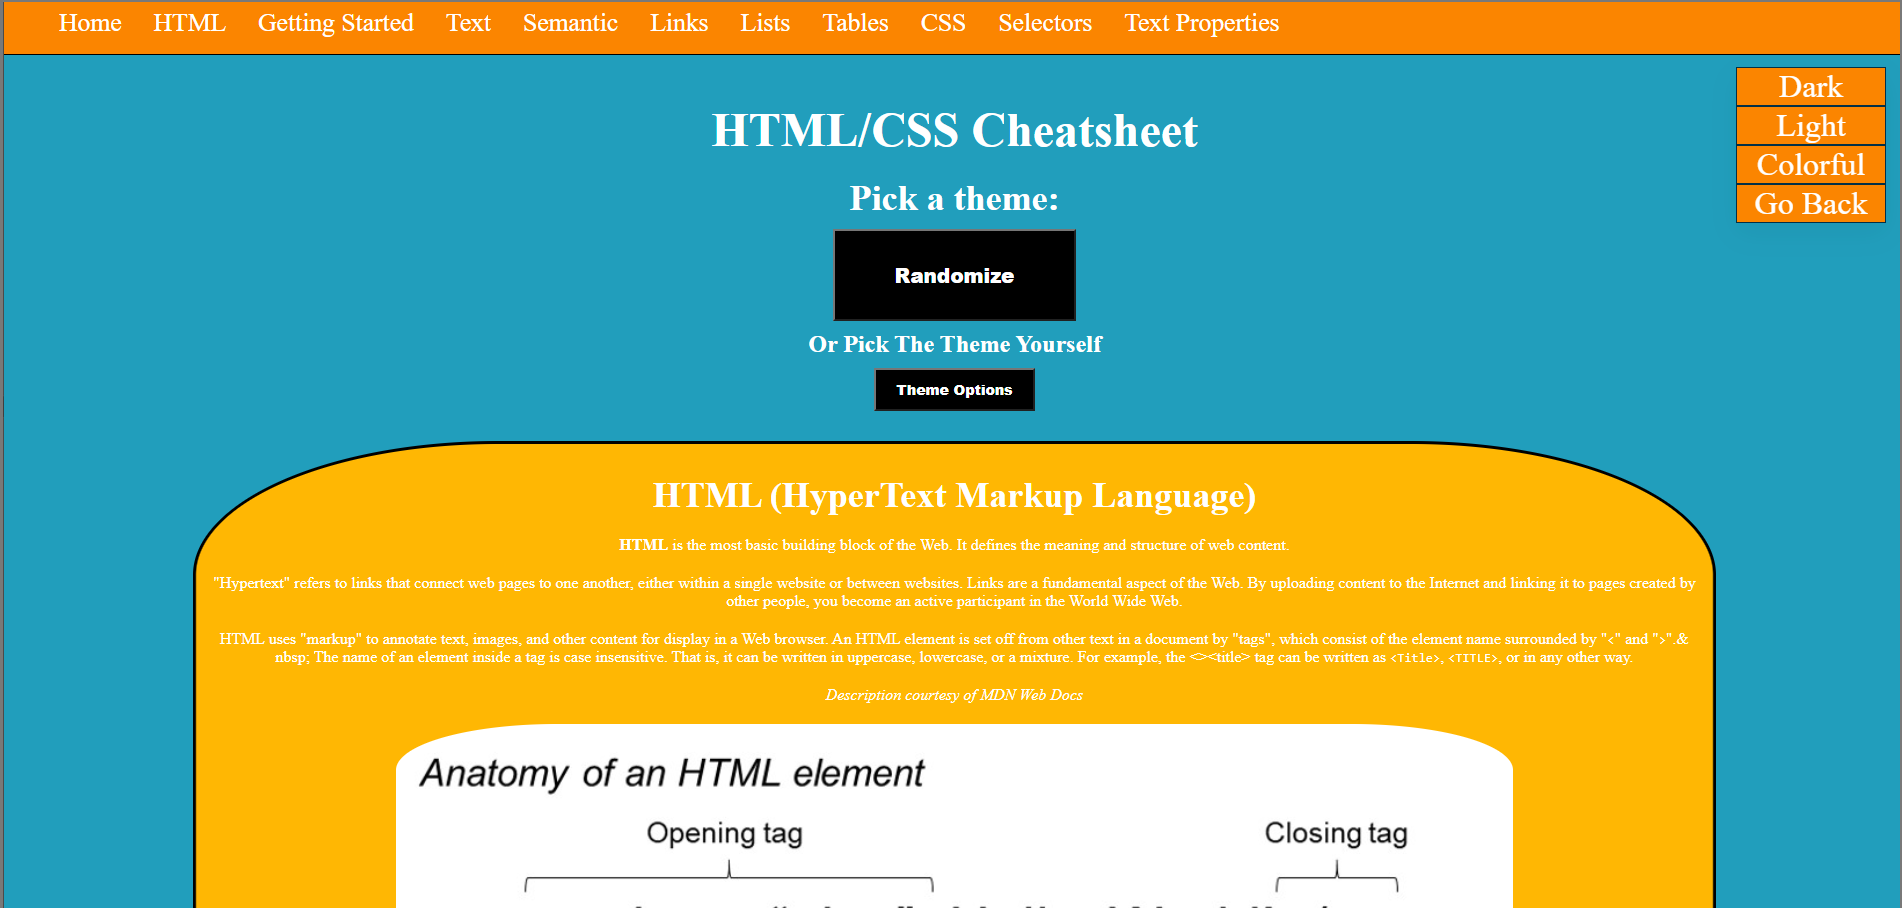 Home HTML Getting Started Text Semantic Links Lists Tables CSS Selectors Text Properties
Dark
Light
Colorful
Go Back
HTML/CSS Cheatsheet
Pick a theme:
Randomize
Or Pick The Theme Yourself
Theme Options
HTML (HyperText Markup Language)
HTML is the most basic building block of the Web. It defines the meaning and structure of web content.
"Hypertext" refers to links that connect web pages to one another, either within a single website or between websites. Links are a fundamental aspect of the Web. By uploading content to the Internet and linking it to pages created by
other people, you become an active participant in the World Wide Web.
HTML uses "markup" to annotate text, images, and other content for display in a Web browser. An HTML element is set off from other text in a document by "tags", which consist of the element name surrounded by "<" and ">".&
nbsp; The name of an element inside a tag is case insensitive. That is, it can be written in uppercase, lowercase, or a mixture. For example, the <><title> tag can be written as <Title>, <TITLE>, or in any other way.
Description courtesy of MDN Web Docs
Anatomy of an HTML element
Opening tag Closing tag